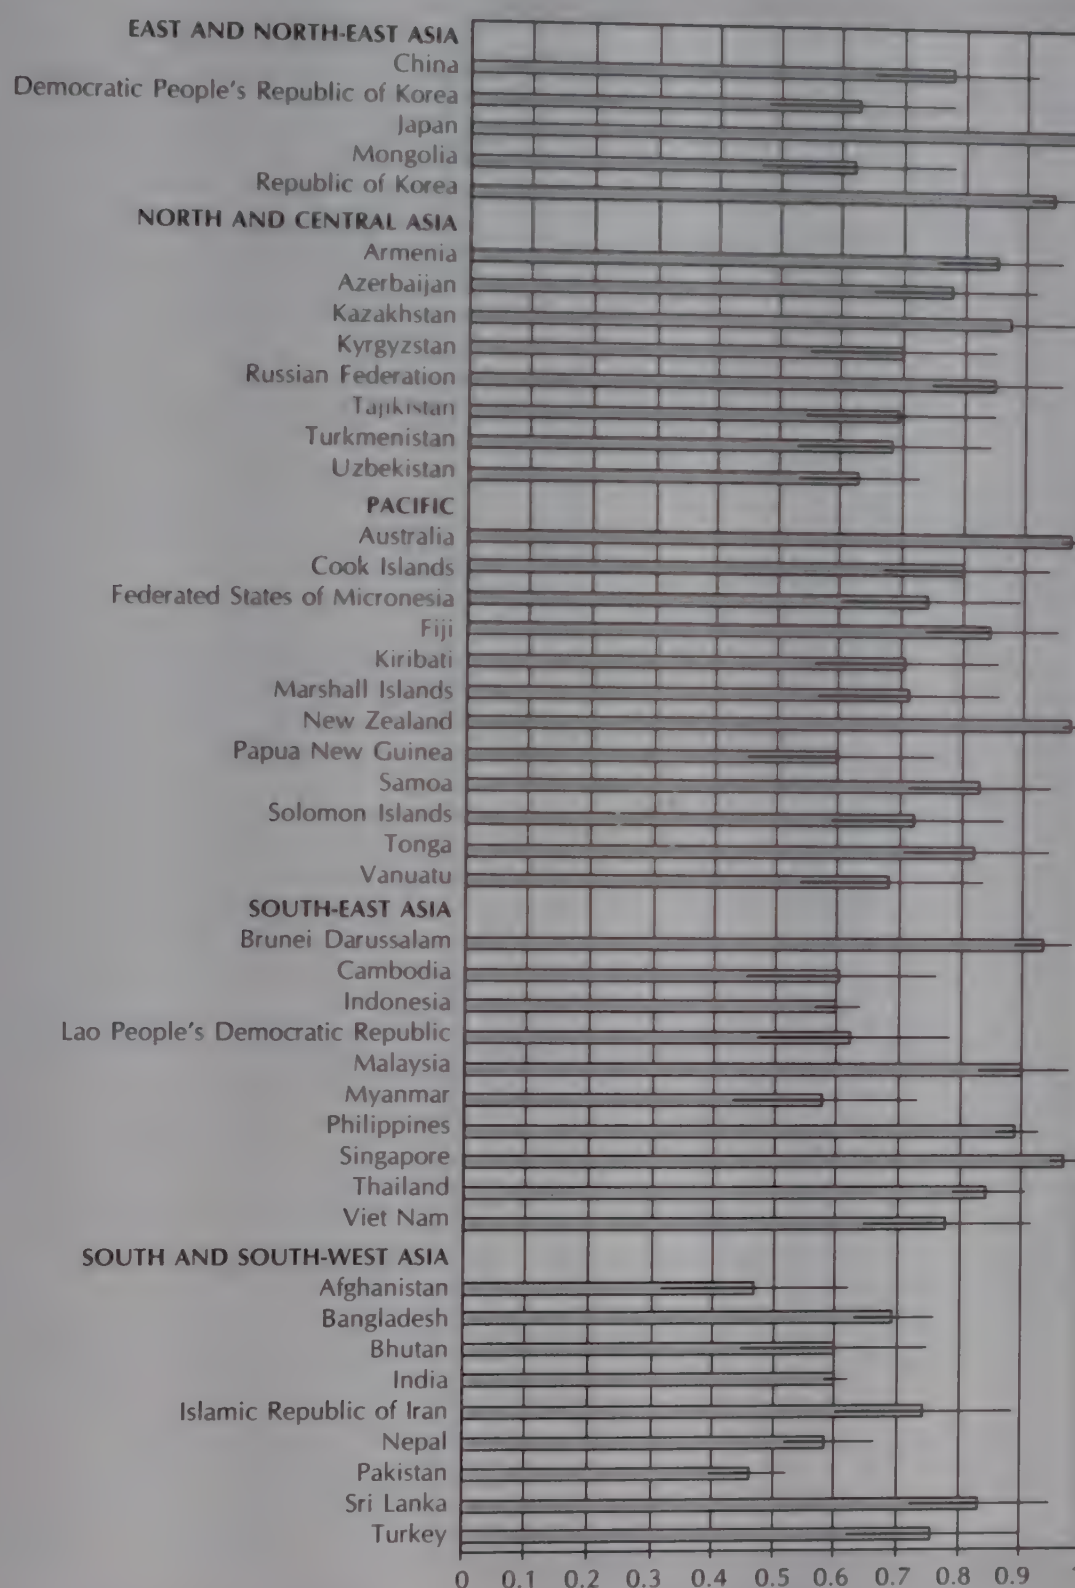 EAST AND NORTH-EAST ASIA
China
Democratic People's Republic of Korea
Japan
Mongolia
Republic of Korea
NORTH AND CENTRAL ASIA
Armenia
Azerbaijan
Kazakhstan
Kyrgyzstan
Russian Federation
Tajikistan
Turkmenistan
Uzbekistan
PACIFIC
Australia
Cook Islands
Federated States of Micronesia
Fiji
Kiribati
Marshall Islands
New Zealand
Papua New Guinea
Samoa
Solomon Islands
Tonga
Vanuatu
SOUTH-EAST ASIA
Brunei Darussalam
Cambodia
Indonesia
Lao People's Democratic Republic
Malaysia
Myanmar
Philippines
Singapore
Thailand
Viet Nam
SOUTH AND SOUTH-WEST ASIA
Afghanistan
Bangladesh
Bhutan
India
Islamic Republic of Iran
Nepal
Pakistan
Sri Lanka
Turkey
0 0.1 0.2 0.3 0.4 0.5 0.6 0.7 0.8 0.9